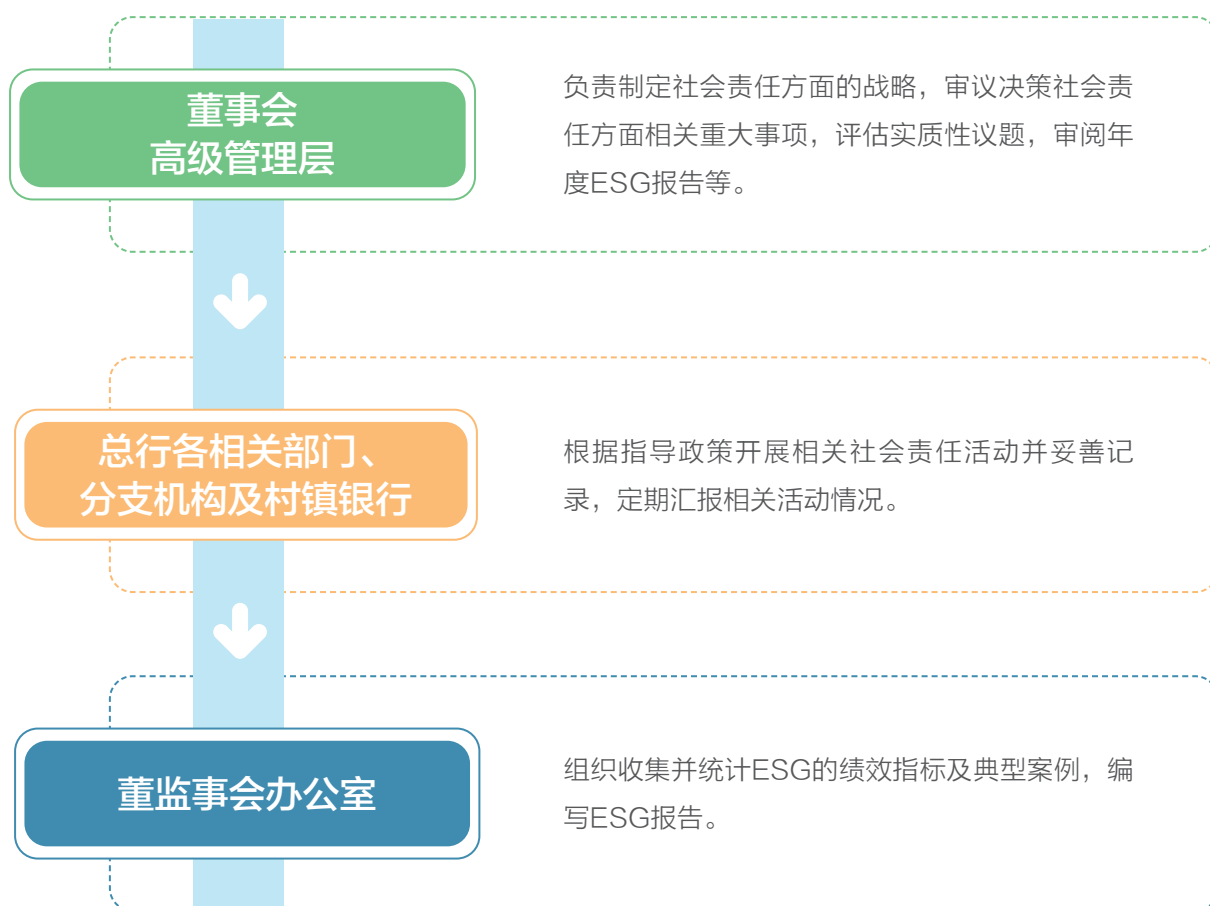 董事会
高级管理层
负责制定社会责任方面的战略，审议决策社会责
任方面相关重大事项，评估实质性议题，审阅年
度ESG报告等。
总行各相关部门、
分支机构及村镇银行
根据指导政策开展相关社会责任活动并妥善记
录，定期汇报相关活动情况。
董监事会办公室
组织收集并统计ESG的绩效指标及典型案例，编
写ESG报告。